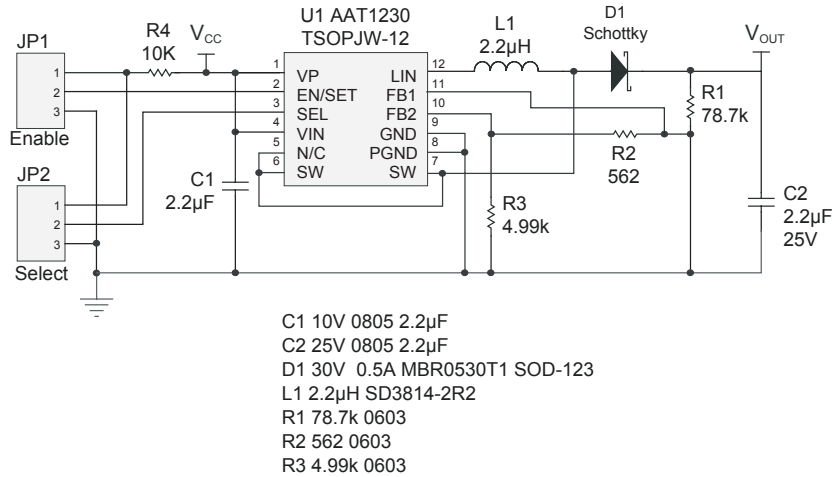 U1 AAT1230
TSOPJW-12
JP1
1
2
3
Enable
JP2
1
2
3
Select
R4
10K
VCC
1
2
3
4
5
6
VP
EN/SET
SEL
VIN
N/C
SW
LIN
FB1
FB2
GND
PGND
SW
12
11
10
9
8
7
L1
2.2µH
D1
Schottky
VOUT
R1
78.7k
R2
562
R3
4.99k
C1
2.2µF
C2
2.2µF
25V
C1 10V 0805 2.2µF
C2 25V 0805 2.2µF
D1 30V 0.5A MBR0530T1 SOD-123
L1 2.2µH SD3814-2R2
R1 78.7k 0603
R2 562 0603
R3 4.99k 0603